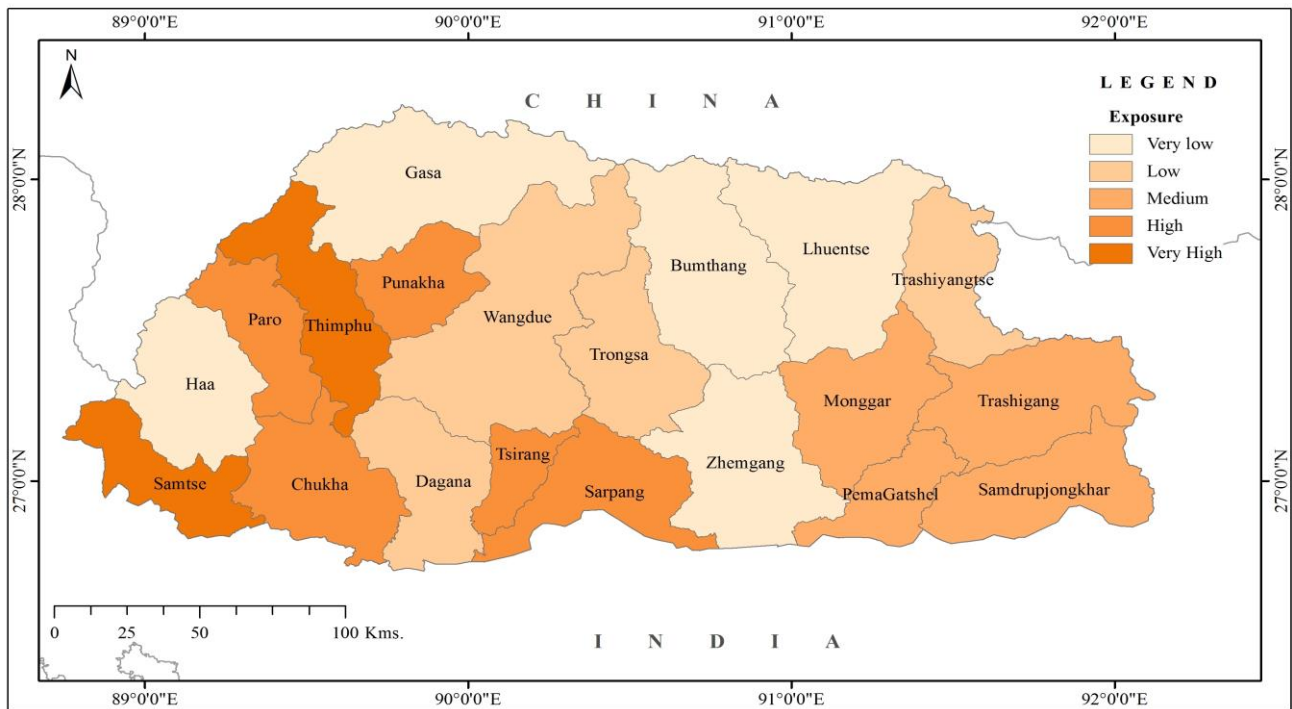 89°0'0"E 90°0'0"E 91°0'0"E 92°0'0"E
N
C H I N A
L E G E N D
Exposure
Very low
Low
Medium
High
Very High
28°0'0"N 28°0'0"N
Gasa
Lhuentse
Bumthang
Trashiyangtse
Punakha
Wangdue
Paro
Thimphu
Trongsa
Haa
Monggar
Trashigang
Zhemgang
Tsirang
27°0'0"N 27°0'0"N
Samtse
Chukha
Dagana
Sarpang
PemaGatshel
Samdrupjongkhar
0 25 50 100 Kms.
I N D I A
89°0'0"E 90°0'0"E 91°0'0"E 92°0'0"E